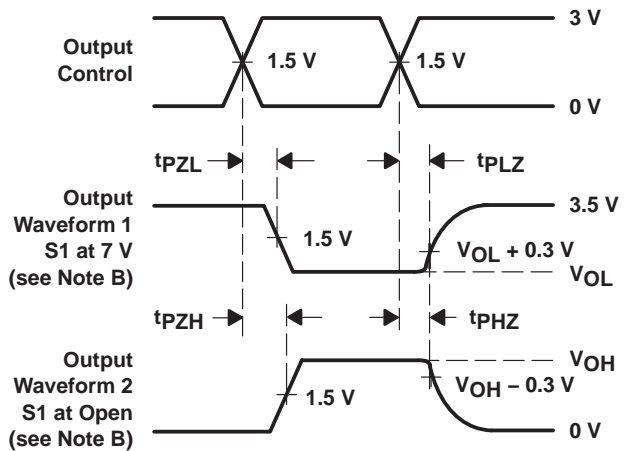 3 V
Output
Control
1.5 V
1.5 V
0 V
tPZL
tPLZ
Output
Waveform 1
S1 at 7 V
(see Note B)
3.5 V
1.5 V
VOL + 0.3 V
VOL
tPZH
tPHZ
Output
Waveform 2
S1 at Open
(see Note B)
VOH
VOH − 0.3 V
1.5 V
0 V